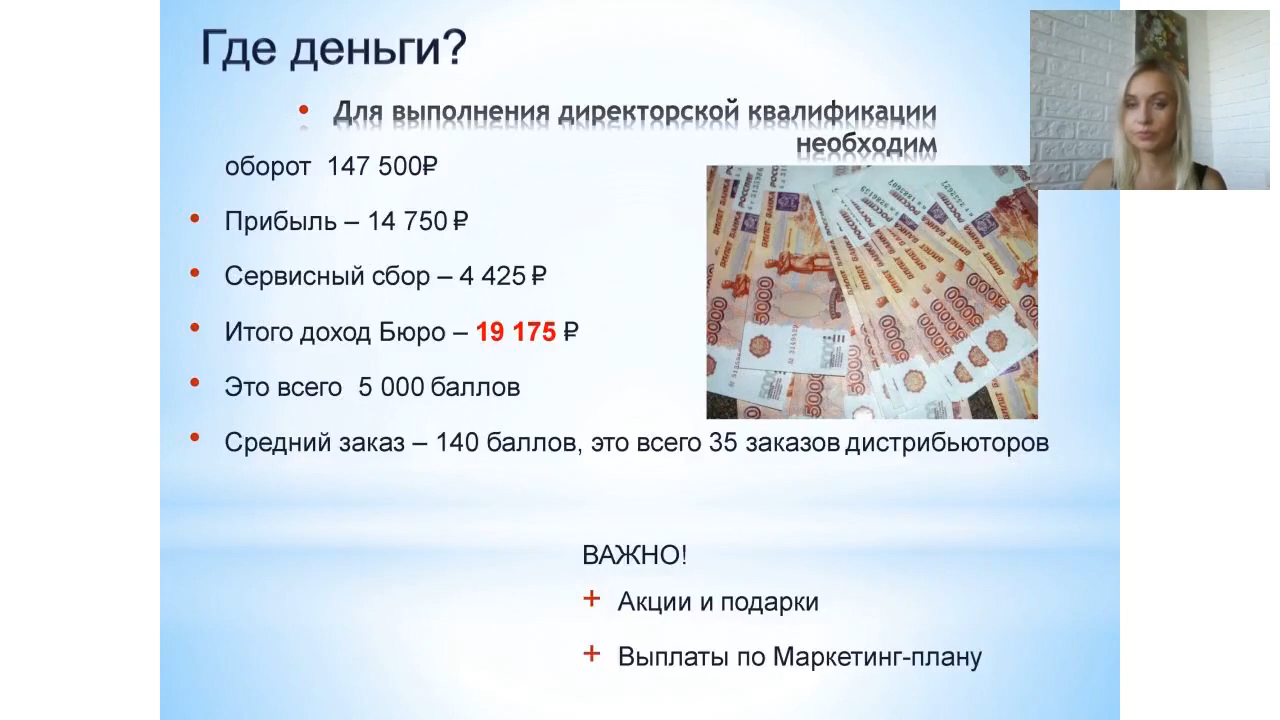 Где деньги?
• Для выполнения директорской квалификации
необходим
оборот 147 500₽
• Прибыль – 14 750 ₽
• Сервисный сбор – 4 425 ₽
• Итого доход Бюро – 19 175 ₽
• Это всего 5 000 баллов
• Средний заказ – 140 баллов, это всего 35 заказов дистрибьюторов
5000
ВАЖНО!
+ Акции и подарки
+ Выплаты по Маркетинг-плану